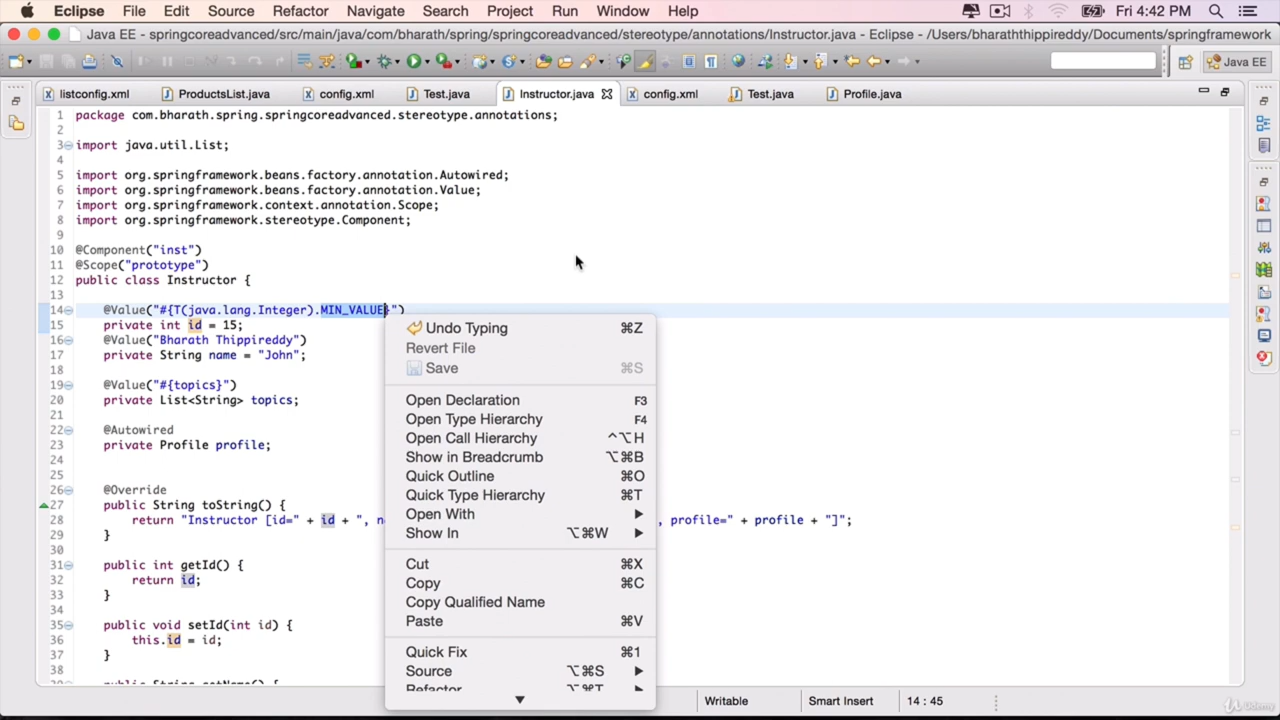 Eclipse File Edit Source Refactor Navigate Search Project Run Window Help Fri 4:42 PM
Java EE - springcoreadvanced/src/main/java/com/bharath/spring/springcoreadvanced/stereotype/annotations/Instructor.java - Eclipse - /Users/bharaththippireddy/Documents/springframework
Java EE
listconfig.xml ProductsList.java config.xml Test.java Instructor.java config.xml Test.java Profile.java
1 package com.bharath.spring.springcoreadvanced.stereotype.annotations;
2
3 import java.util.List;
4
5 import org.springframework.beans.factory.annotation.Autowired;
6 import org.springframework.beans.factory.annotation.Value;
7 import org.springframework.context.annotation.Scope;
8 import org.springframework.stereotype.Component;
9
10 @Component("inst")
11 @Scope("prototype")
12 public class Instructor {
13
14 @Value("#{T(java.lang.Integer).MIN_VALUE}")
15 private int id = 15;
16 @Value("Bharath Thippireddy")
17 private String name = "John";
18
19 @Value("#{topics}")
20 private List<String> topics;
21
22 @Autowired
23 private Profile profile;
24
25
26 @Override
27 public String toString() {
28 return "Instructor [id=" + id + ", n , profile=" + profile + "]";
29 }
30
31 public int getId() {
32 return id;
33 }
34
35 public void setId(int id) {
36 this.id = id;
37 }
38
Undo Typing ⌘Z
Revert File
Save ⌘S
Open Declaration F3
Open Type Hierarchy F4
Open Call Hierarchy ^⌥H
Show in Breadcrumb ⌥⌘B
Quick Outline ⌘O
Quick Type Hierarchy ⌘T
Open With
Show In ⌥⌘W
Cut ⌘X
Copy ⌘C
Copy Qualified Name
Paste ⌘V
Quick Fix ⌘1
Source ⌥⌘S
Refactor ⌥⌘T
Writable Smart Insert 14 : 45
Udemy